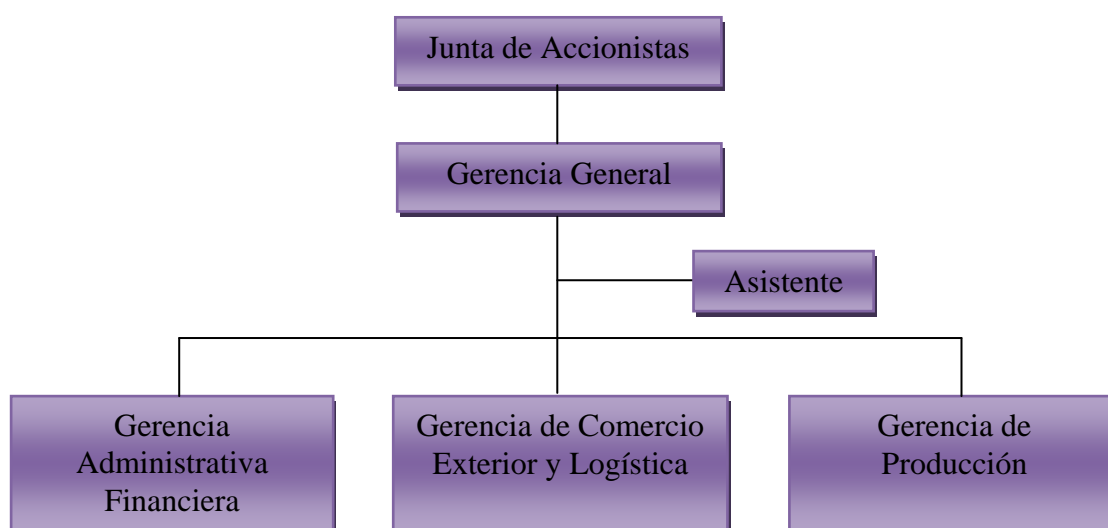 Junta de Accionistas
Gerencia General
Asistente
Gerencia
Administrativa
Financiera
Gerencia de Comercio
Exterior y Logística
Gerencia de
Producción